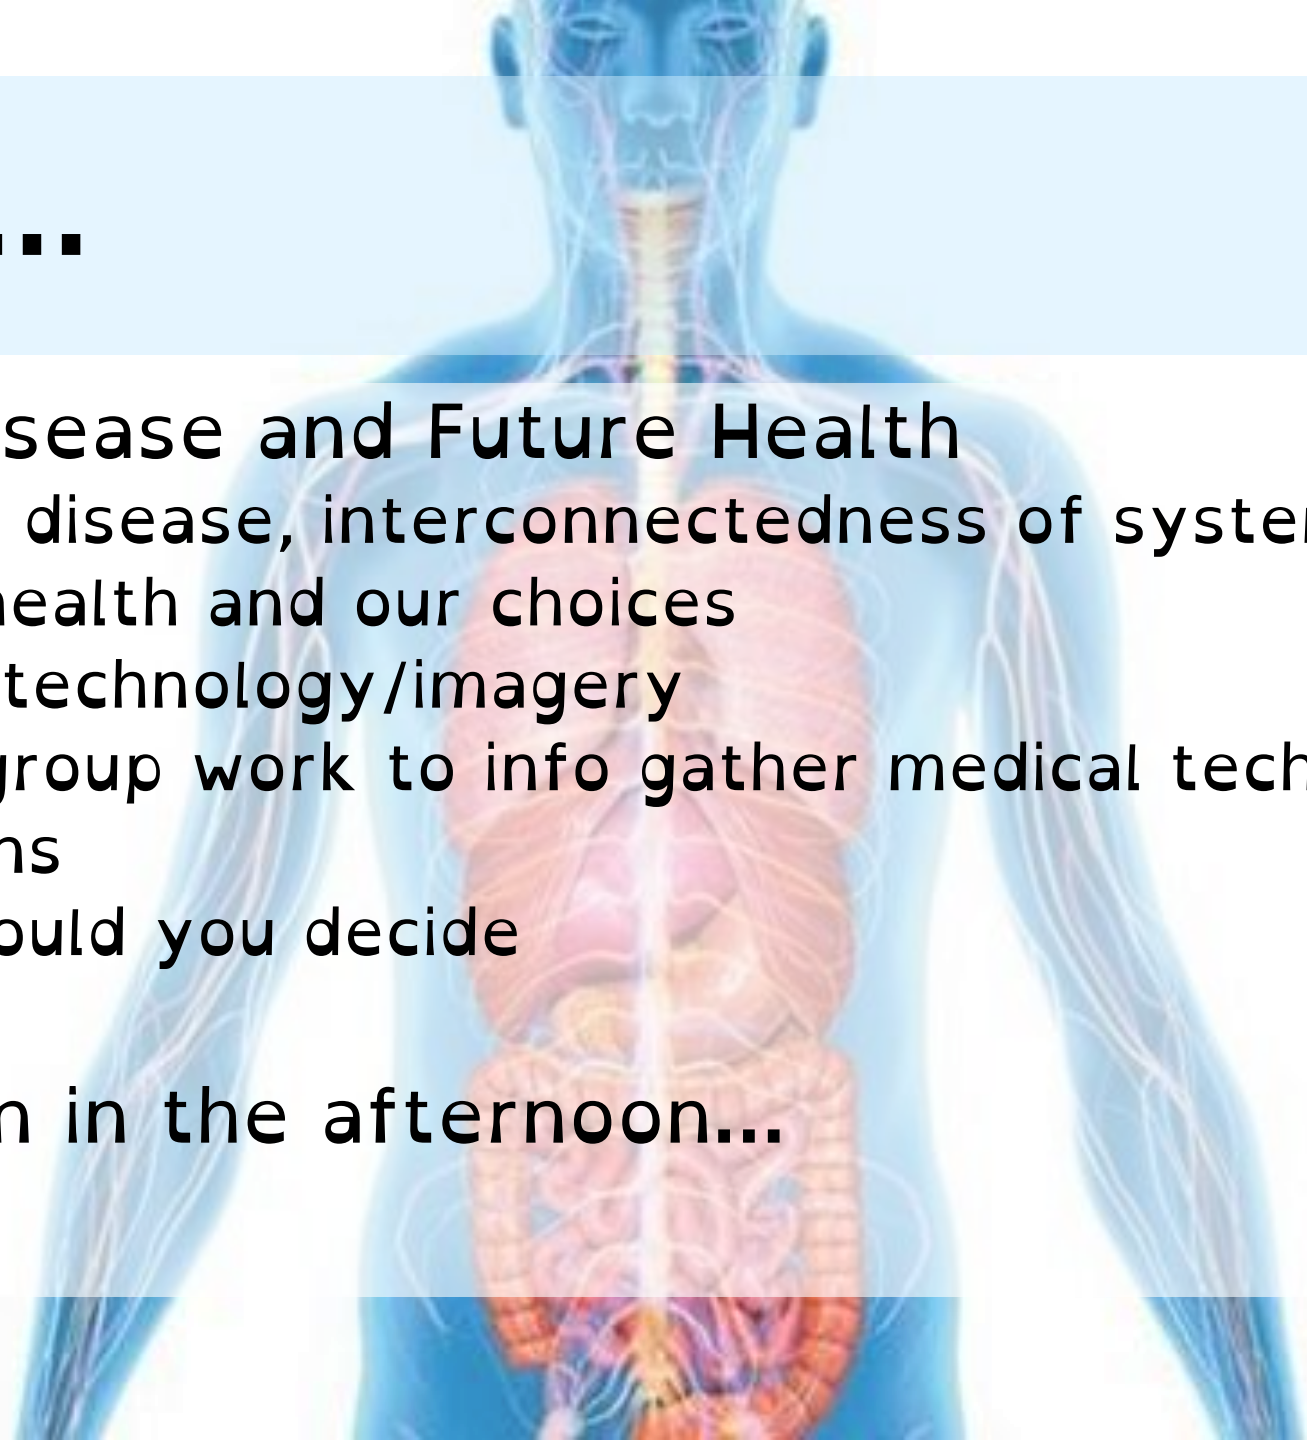 ...
sease and Future Health
disease, interconnectedness of syste
health and our choices
technology/imagery
group work to info gather medical tech
ns
ould you decide
n in the afternoon...